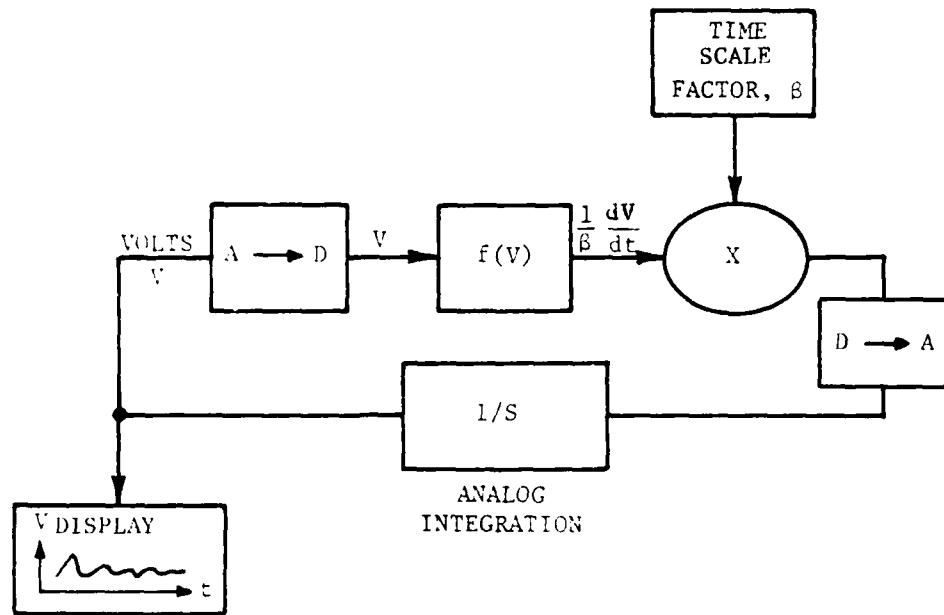 TIME
SCALE
FACTOR, β
VOLTS
V
A → D
V
f(V)
1/β dV/dt
X
D → A
1/S
ANALOG
INTEGRATION
V DISPLAY
t